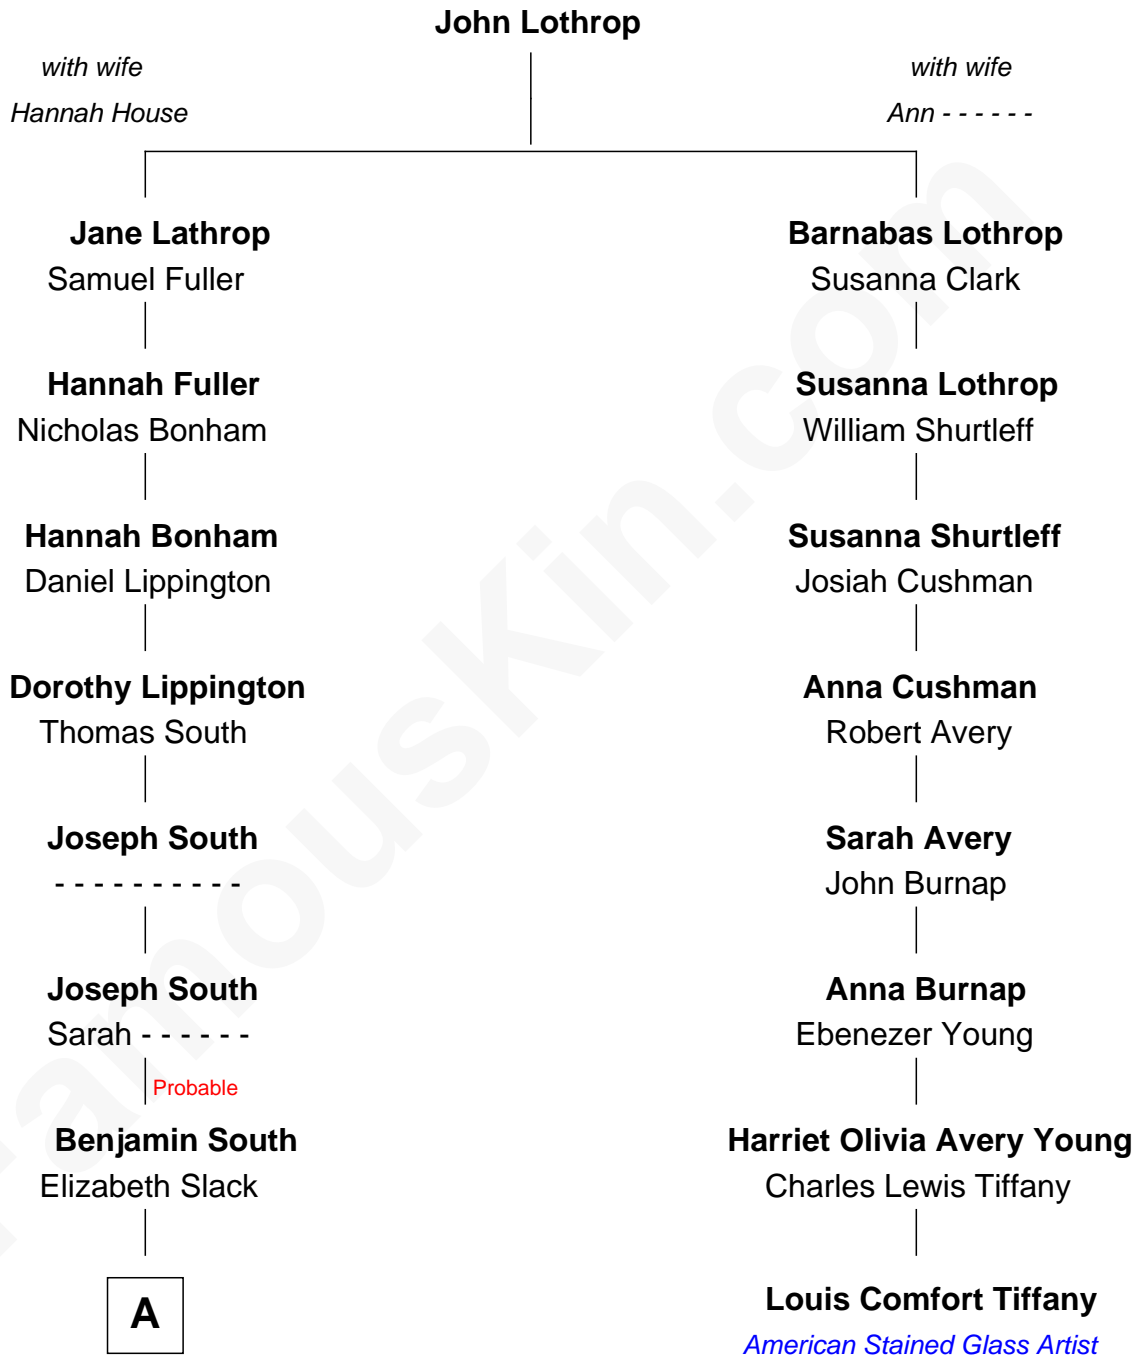 John Lothrop
with wife
Hannah House
with wife
Ann - - - - - -
Jane Lathrop
Samuel Fuller
Barnabas Lothrop
Susanna Clark
Hannah Fuller
Nicholas Bonham
Susanna Lothrop
William Shurtleff
Hannah Bonham
Daniel Lippington
Susanna Shurtleff
Josiah Cushman
Dorothy Lippington
Thomas South
Anna Cushman
Robert Avery
Joseph South
- - - - - - - - - -
Sarah Avery
John Burnap
Joseph South
Sarah - - - - - -
Probable
Anna Burnap
Ebenezer Young
Benjamin South
Elizabeth Slack
Harriet Olivia Avery Young
Charles Lewis Tiffany
A
Louis Comfort Tiffany
American Stained Glass Artist
FamousKin.com